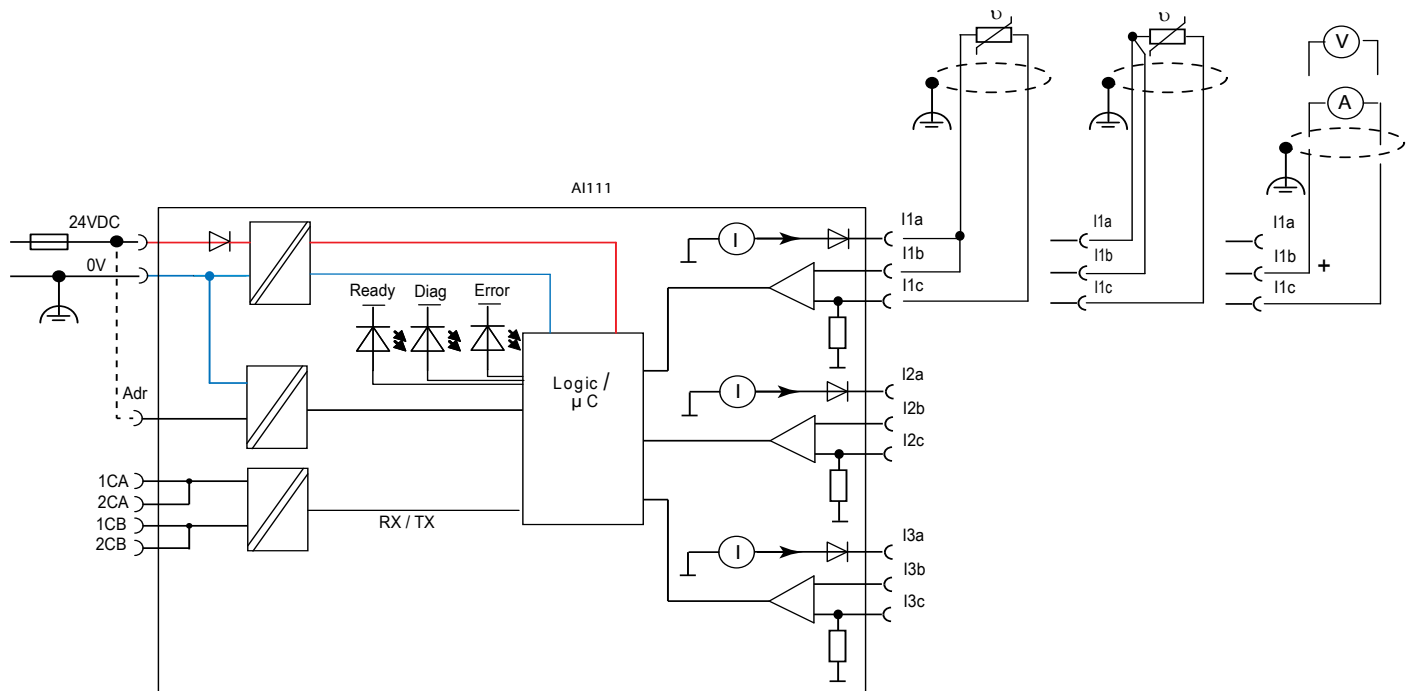 ϑ
ϑ
V
A
AI111
24VDC
0V
Adr
1CA
2CA
1CB
2CB
Ready Diag Error
Logic /
µ C
RX / TX
I
I1a
I1b
I1c
I
I2a
I2b
I2c
I
I3a
I3b
I3c
I1a
I1b
I1c
I1a
I1b +
I1c